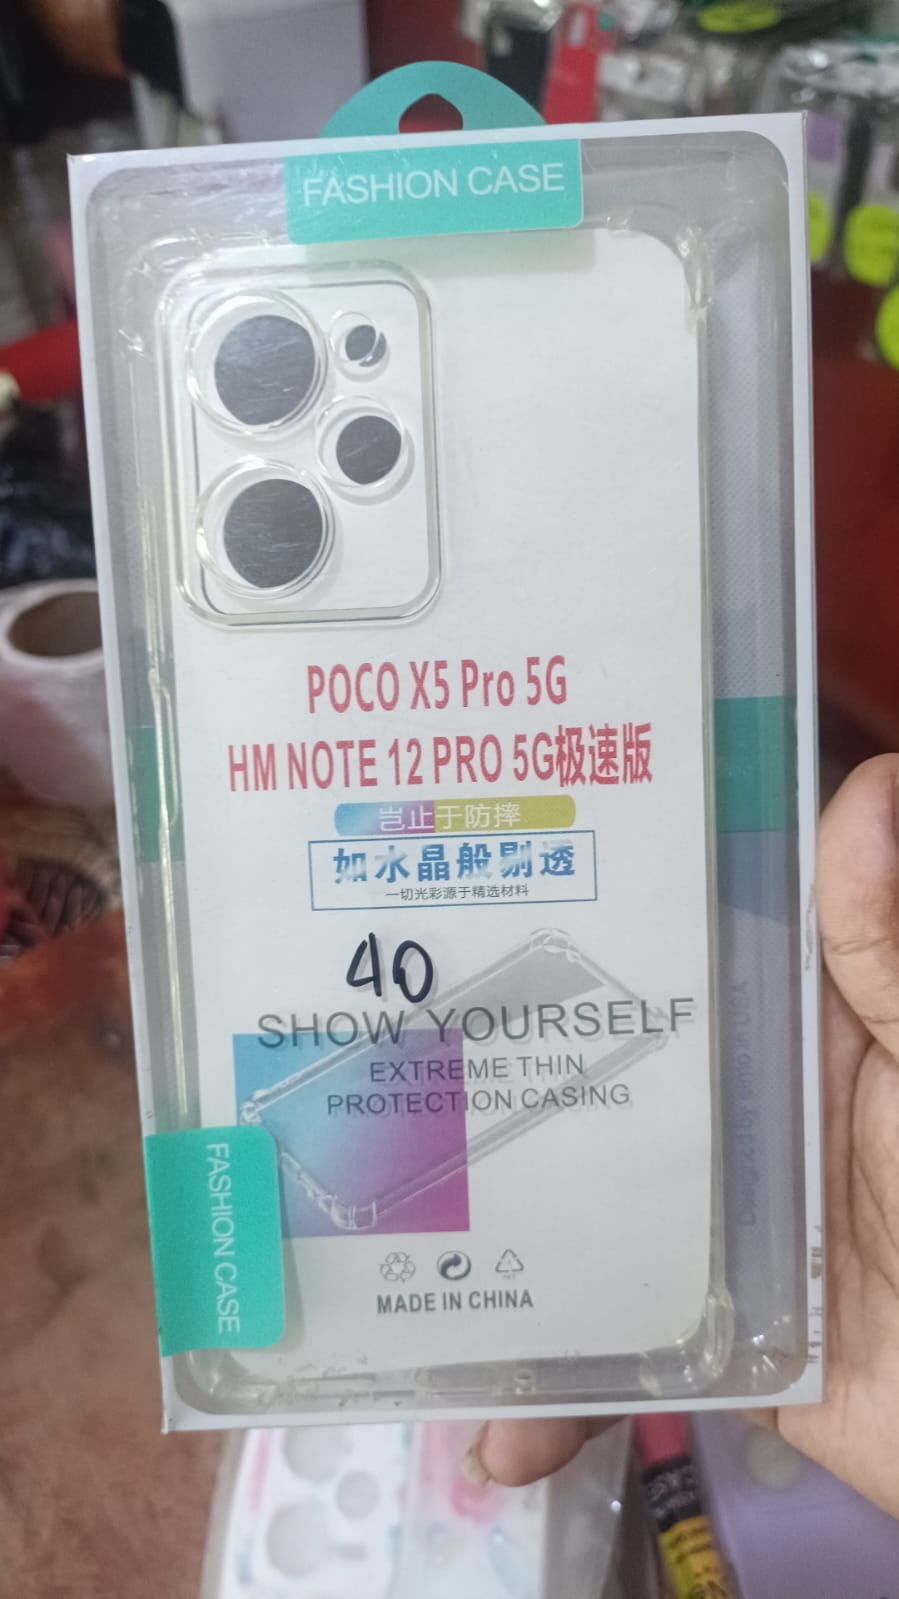 FASHION CASE
POCO X5 Pro 5G
HM NOTE 12 PRO 5G极速版
岂止于防摔
如水晶般剔透
一切光彩源于精选材料
40
SHOW YOURSELF
EXTREME THIN
PROTECTION CASING
FASHION CASE
MADE IN CHINA